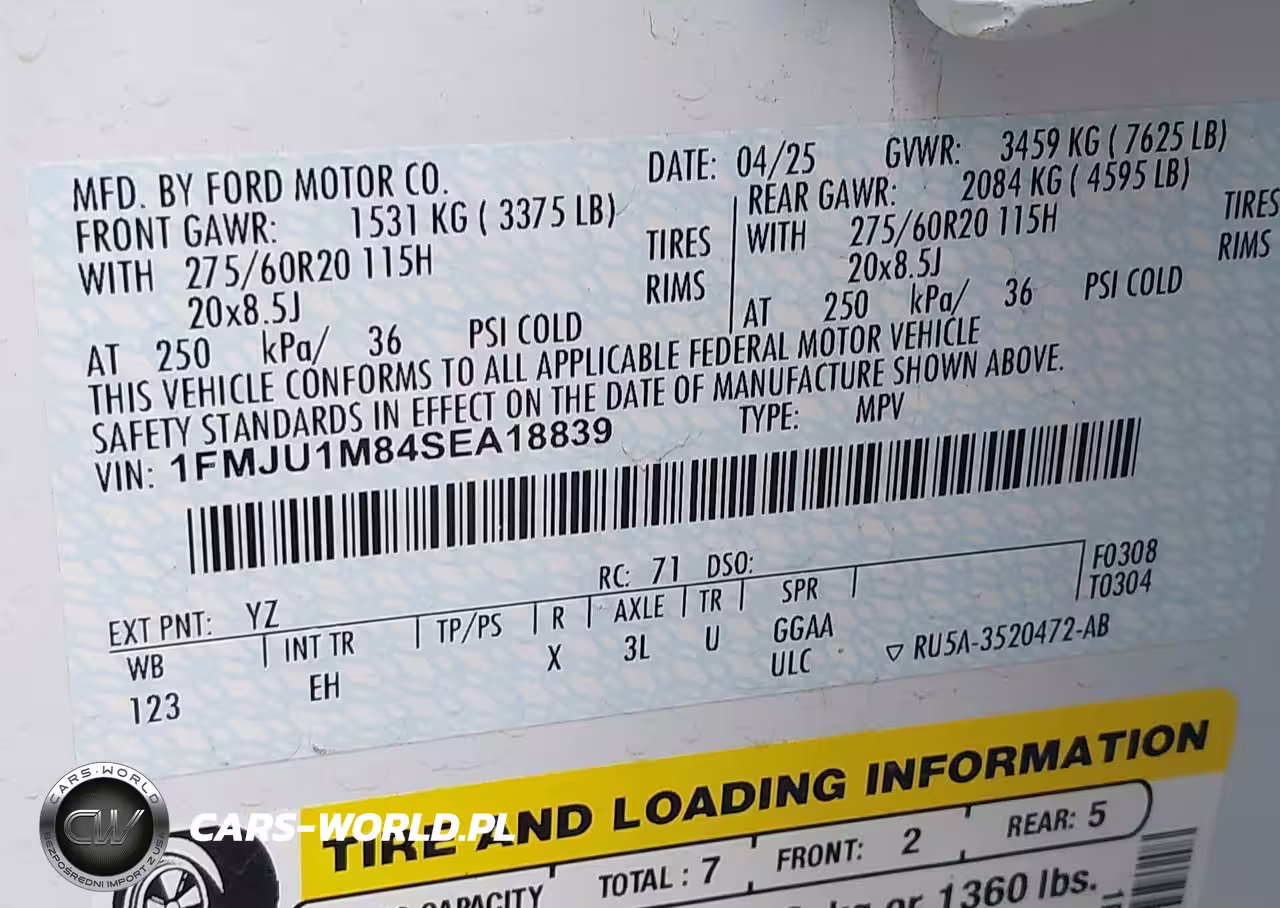 MFD. BY FORD MOTOR CO. DATE: 04/25 GVWR: 3459 KG ( 7625 LB)
FRONT GAWR: 1531 KG ( 3375 LB) REAR GAWR: 2084 KG ( 4595 LB)
WITH 275/60R20 115H TIRES WITH 275/60R20 115H TIRES
20x8.5J RIMS 20x8.5J RIMS
AT 250 kPa/ 36 PSI COLD AT 250 kPa/ 36 PSI COLD
THIS VEHICLE CONFORMS TO ALL APPLICABLE FEDERAL MOTOR VEHICLE
SAFETY STANDARDS IN EFFECT ON THE DATE OF MANUFACTURE SHOWN ABOVE.
VIN: 1FMJU1M84SEA18839 TYPE: MPV
RC: 71 DSO: F0308
EXT PNT: YZ T0304
WB INT TR TP/PS R AXLE TR SPR
123 EH X 3L U GGAA
ULC ▽ RU5A-3520472-AB
TIRE AND LOADING INFORMATION
CAPACITY TOTAL : 7 FRONT: 2 REAR: 5
or 1360 lbs.
CARS-WORLD
CW
BEZPOŚREDNI IMPORT Z USA
CARS-WORLD.PL